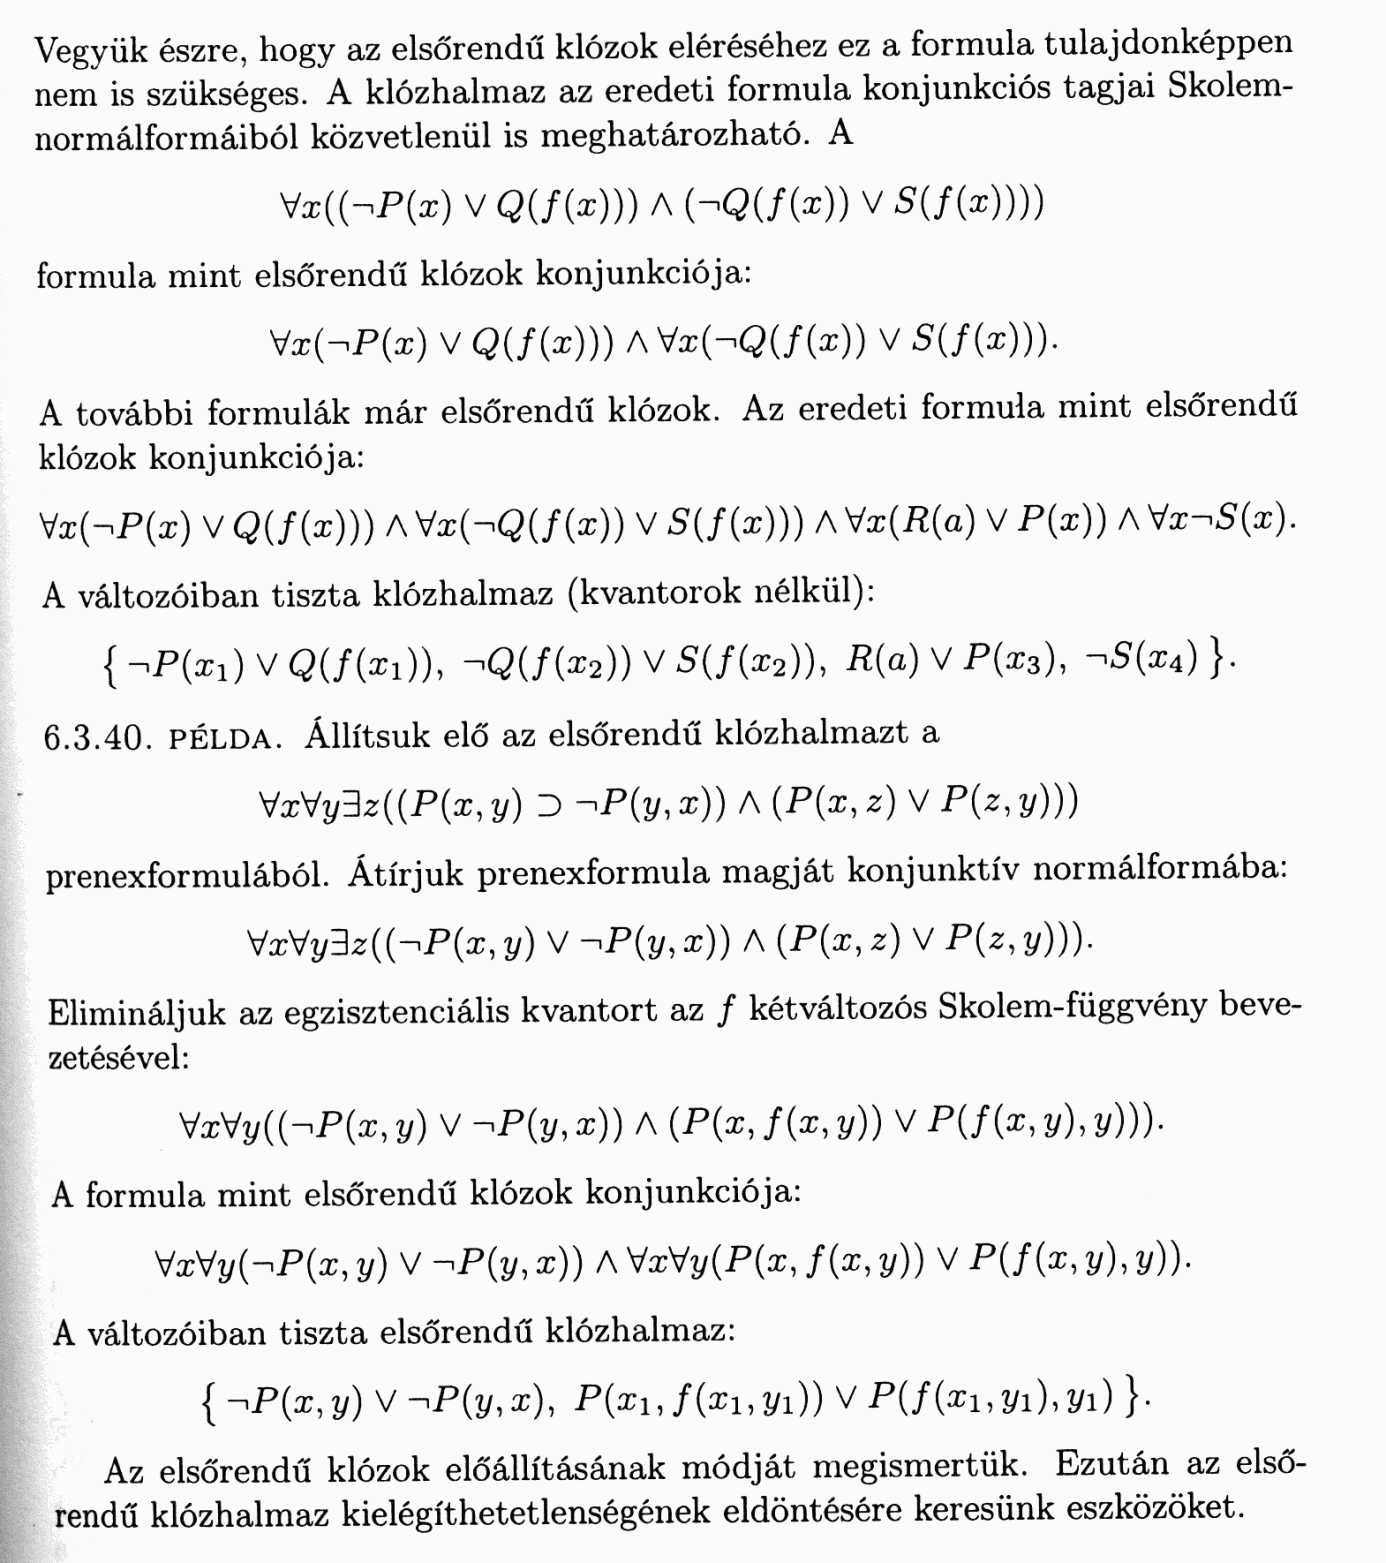 Vegyük észre, hogy az elsőrendű klózok eléréséhez ez a formula tulajdonképpen
nem is szükséges. A klózhalmaz az eredeti formula konjunkciós tagjai Skolem-
normálformáiból közvetlenül is meghatározható. A
∀x((¬P(x) ∨ Q(f(x))) ∧ (¬Q(f(x)) ∨ S(f(x))))
formula mint elsőrendű klózok konjunkciója:
∀x(¬P(x) ∨ Q(f(x))) ∧ ∀x(¬Q(f(x)) ∨ S(f(x))).
A további formulák már elsőrendű klózok. Az eredeti formula mint elsőrendű
klózok konjunkciója:
∀x(¬P(x) ∨ Q(f(x))) ∧ ∀x(¬Q(f(x)) ∨ S(f(x))) ∧ ∀x(R(a) ∨ P(x)) ∧ ∀x¬S(x).
A változóiban tiszta klózhalmaz (kvantorok nélkül):
{ ¬P(x₁) ∨ Q(f(x₁)), ¬Q(f(x₂)) ∨ S(f(x₂)), R(a) ∨ P(x₃), ¬S(x₄) }.
6.3.40. PÉLDA. Állítsuk elő az elsőrendű klózhalmazt a
∀x∀y∃z((P(x, y) ⊃ ¬P(y, x)) ∧ (P(x, z) ∨ P(z, y)))
prenexformulából. Átírjuk prenexformula magját konjunktív normálformába:
∀x∀y∃z((¬P(x, y) ∨ ¬P(y, x)) ∧ (P(x, z) ∨ P(z, y))).
Elimináljuk az egzisztenciális kvantort az f kétváltozós Skolem-függvény beve-
zetésével:
∀x∀y((¬P(x, y) ∨ ¬P(y, x)) ∧ (P(x, f(x, y)) ∨ P(f(x, y), y))).
A formula mint elsőrendű klózok konjunkciója:
∀x∀y(¬P(x, y) ∨ ¬P(y, x)) ∧ ∀x∀y(P(x, f(x, y)) ∨ P(f(x, y), y)).
A változóiban tiszta elsőrendű klózhalmaz:
{ ¬P(x, y) ∨ ¬P(y, x), P(x₁, f(x₁, y₁)) ∨ P(f(x₁, y₁), y₁) }.
Az elsőrendű klózok előállításának módját megismertük. Ezután az első-
rendű klózhalmaz kielégíthetetlenségének eldöntésére keresünk eszközöket.